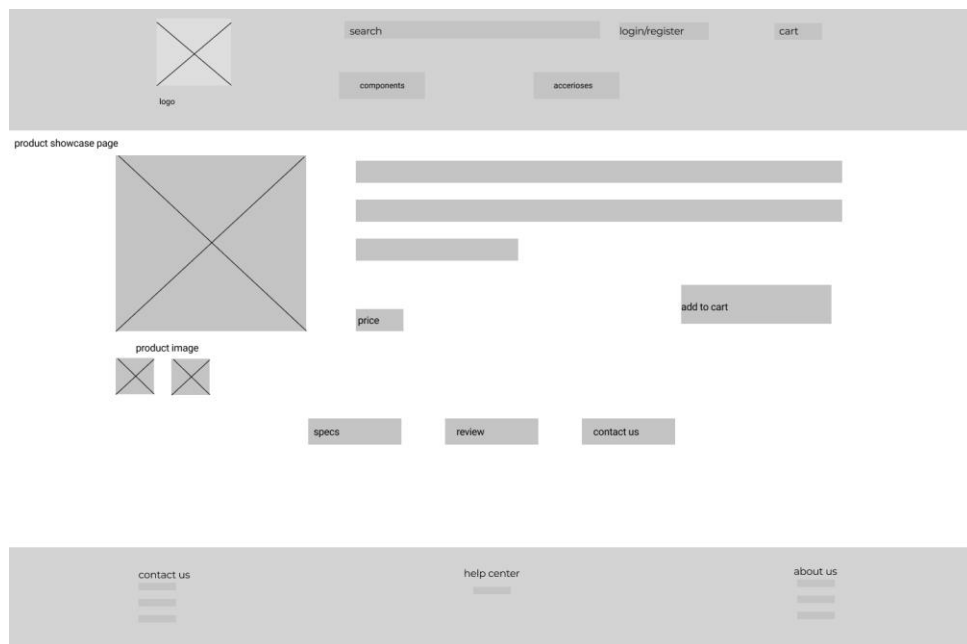 search
login/register
cart
components
accerioses
logo
product showcase page
add to cart
price
product image
specs
review
contact us
contact us
help center
about us